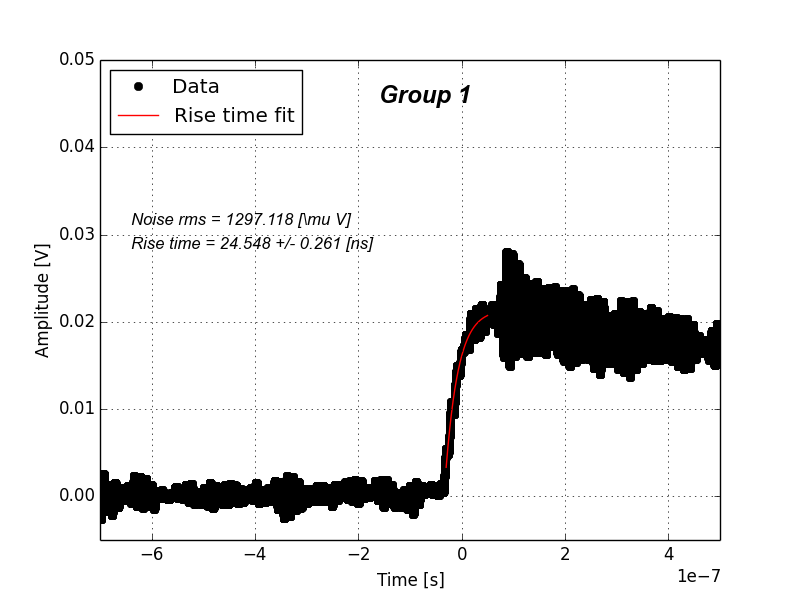 Group 1
Data
Rise time fit
Noise rms = 1297.118 [\mu V]
Rise time = 24.548 +/- 0.261 [ns]
Amplitude [V]
0.05
0.04
0.03
0.02
0.01
0.00
−6 −4 −2 0 2 4
1e−7
Time [s]